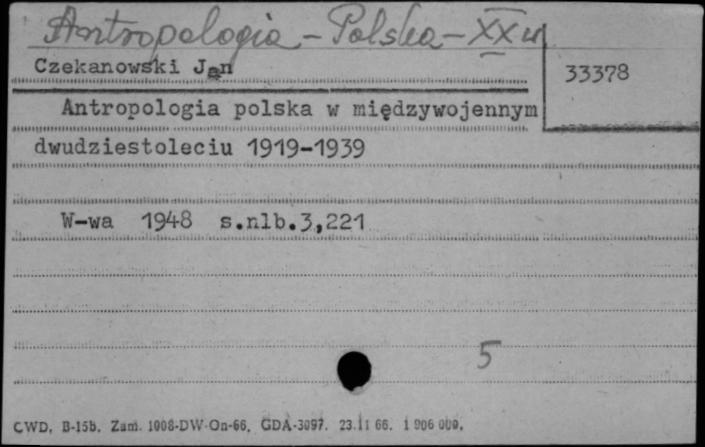 Antropologia - Polska - XX w
Czekanowski Jan
33378
Antropologia polska w międzywojennym
dwudziestoleciu 1919-1939
W-wa 1948 s.nlb.3,221
5
CWD. B-15b. Zam. 1008-DW-On-66. GDA-3097. 23.11 66. 1 906 000.